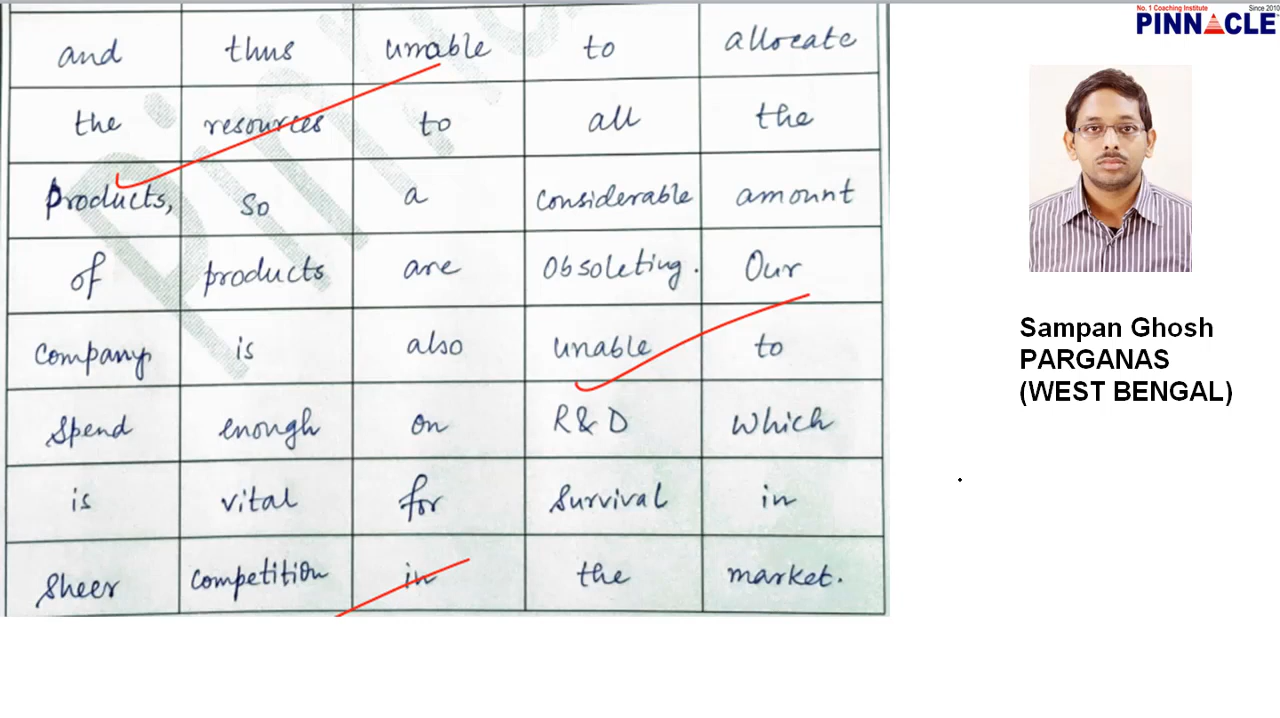 No. 1 Coaching Institute Since 2010
PINNACLE
and thus unable to allocate
the resources to all the
Products, so a considerable amount
of products are obsoleting. Our
Company is also unable to
Spend enough on R&D which
is vital for survival in
Sheer competition in the market.
Sampan Ghosh
PARGANAS
(WEST BENGAL)